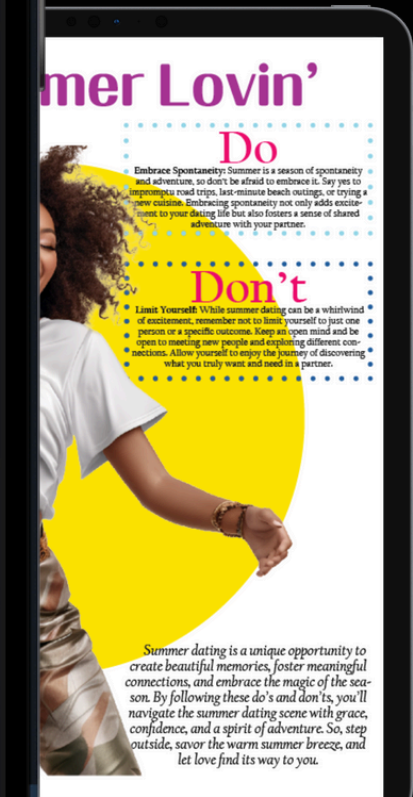 mer Lovin’
Do
Embrace Spontaneity: Summer is a season of spontaneity
and adventure, so don't be afraid to embrace it. Say yes to
impromptu road trips, last-minute beach outings, or trying a
new cuisine. Embracing spontaneity not only adds excite-
ment to your dating life but also fosters a sense of shared
adventure with your partner.
Don’t
Limit Yourself: While summer dating can be a whirlwind
of excitement, remember not to limit yourself to just one
person or a specific outcome. Keep an open mind and be
open to meeting new people and exploring different con-
nections. Allow yourself to enjoy the journey of discovering
what you truly want and need in a partner.
Summer dating is a unique opportunity to
create beautiful memories, foster meaningful
connections, and embrace the magic of the sea-
son. By following these do's and don'ts, you'll
navigate the summer dating scene with grace,
confidence, and a spirit of adventure. So, step
outside, savor the warm summer breeze, and
let love find its way to you.